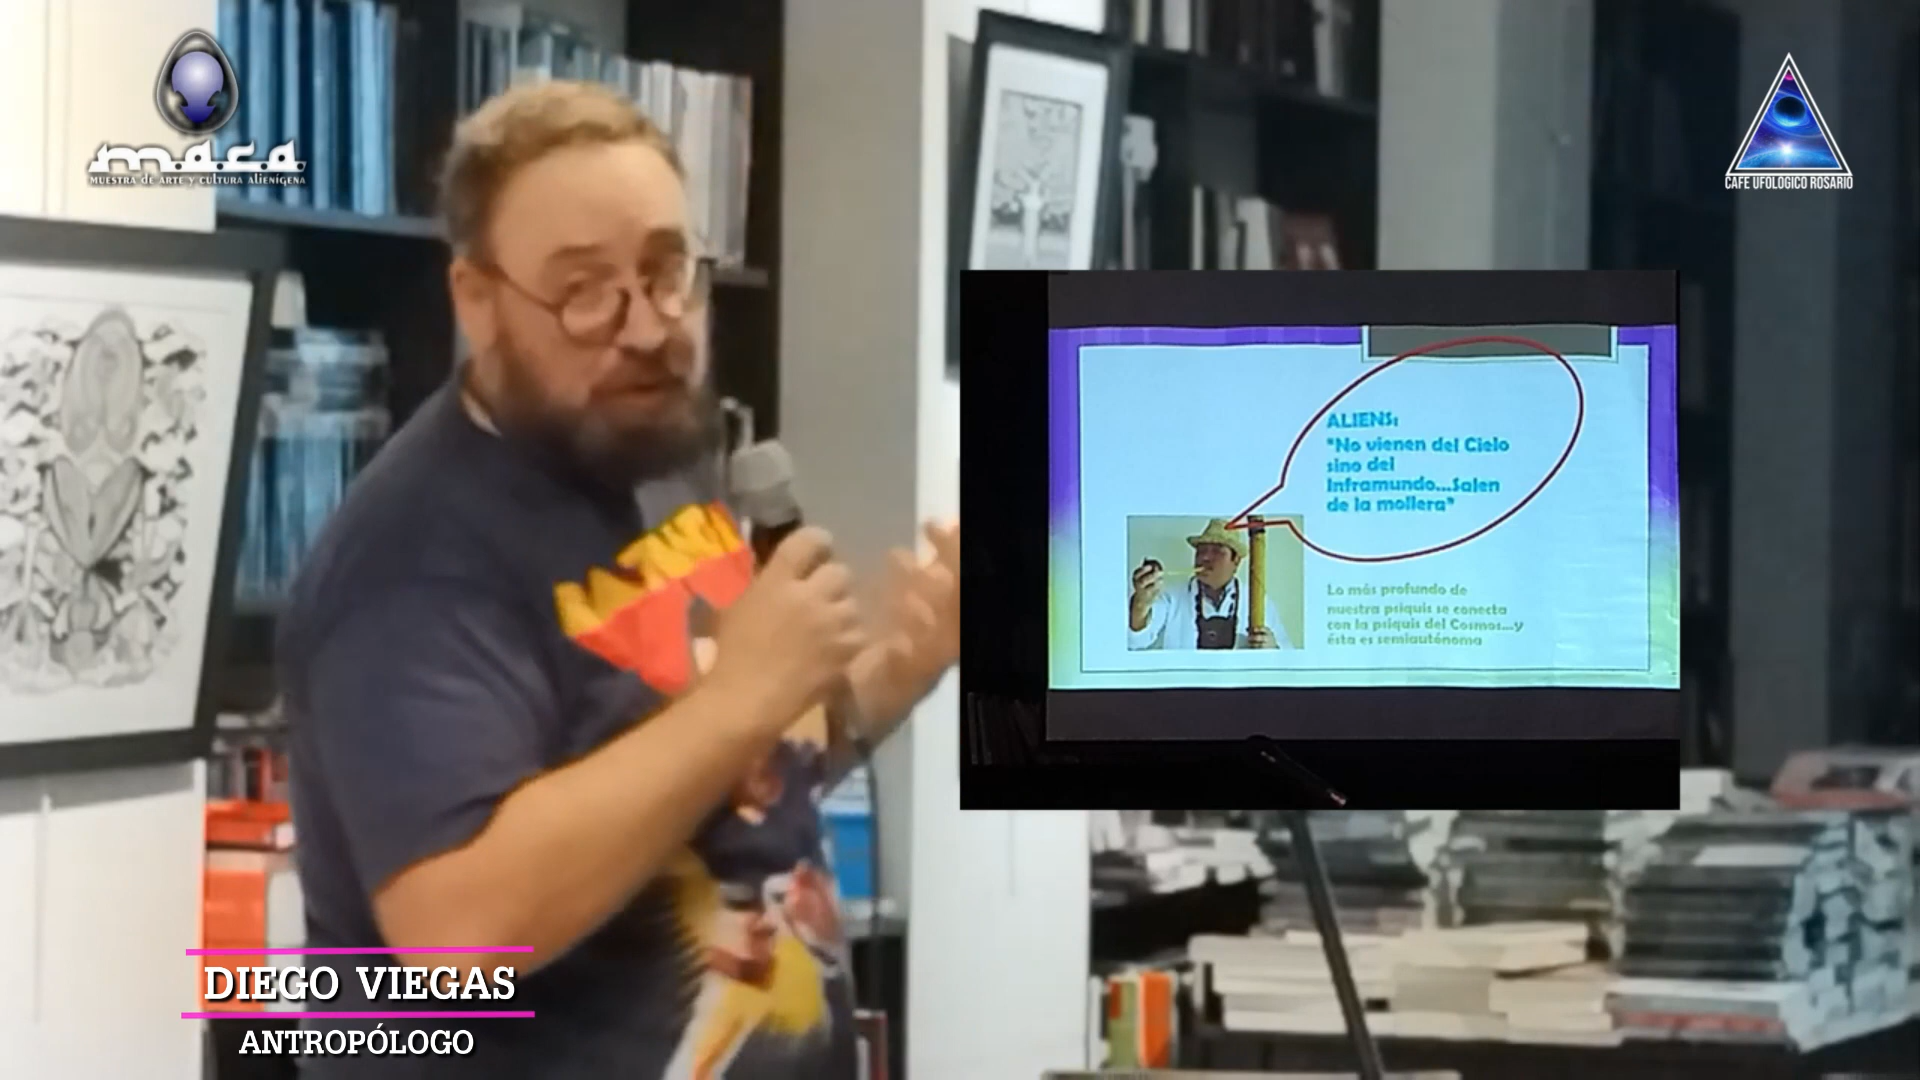 m.a.c.a.
MUESTRA de ARTE y CULTURA ALIENÍGENA
CAFE UFOLOGICO ROSARIO
ALIENS:
"No vienen del Cielo
sino del
Inframundo...Salen
de la mollera"
Lo más profundo de
nuestra psiquis se conecta
con la psiquis del Cosmos...y
ésta es semiautónoma
DIEGO VIEGAS
ANTROPÓLOGO